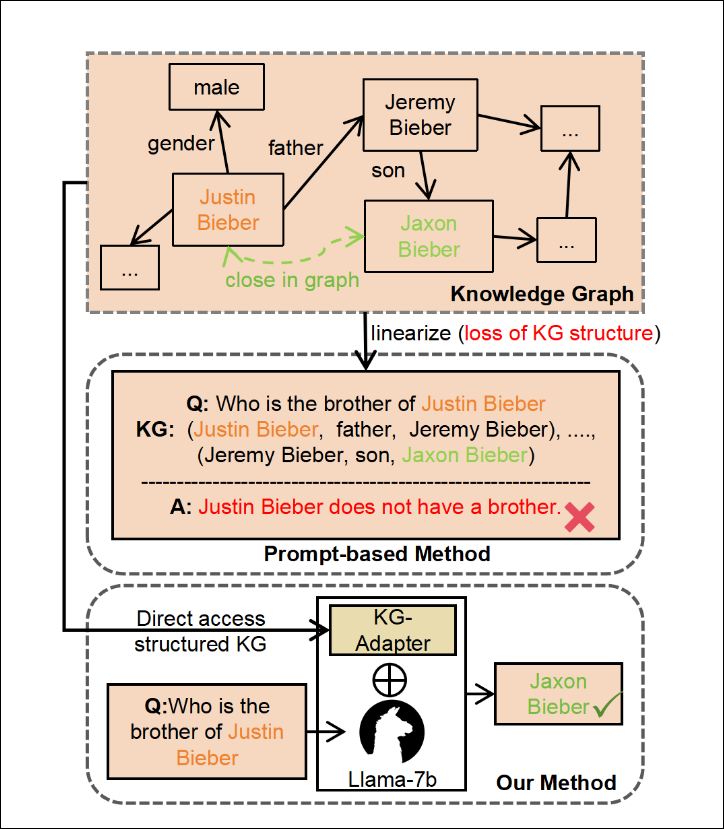 male
Jeremy
Bieber
...
gender
father
son
Justin
Bieber
Jaxon
Bieber
...
...
close in graph
Knowledge Graph
linearize (loss of KG structure)
Q: Who is the brother of Justin Bieber
KG: (Justin Bieber, father, Jeremy Bieber), ....,
(Jeremy Bieber, son, Jaxon Bieber)
A: Justin Bieber does not have a brother.
Prompt-based Method
Direct access
structured KG
KG-
Adapter
Q:Who is the
brother of Justin
Bieber
Llama-7b
Jaxon
Bieber
Our Method